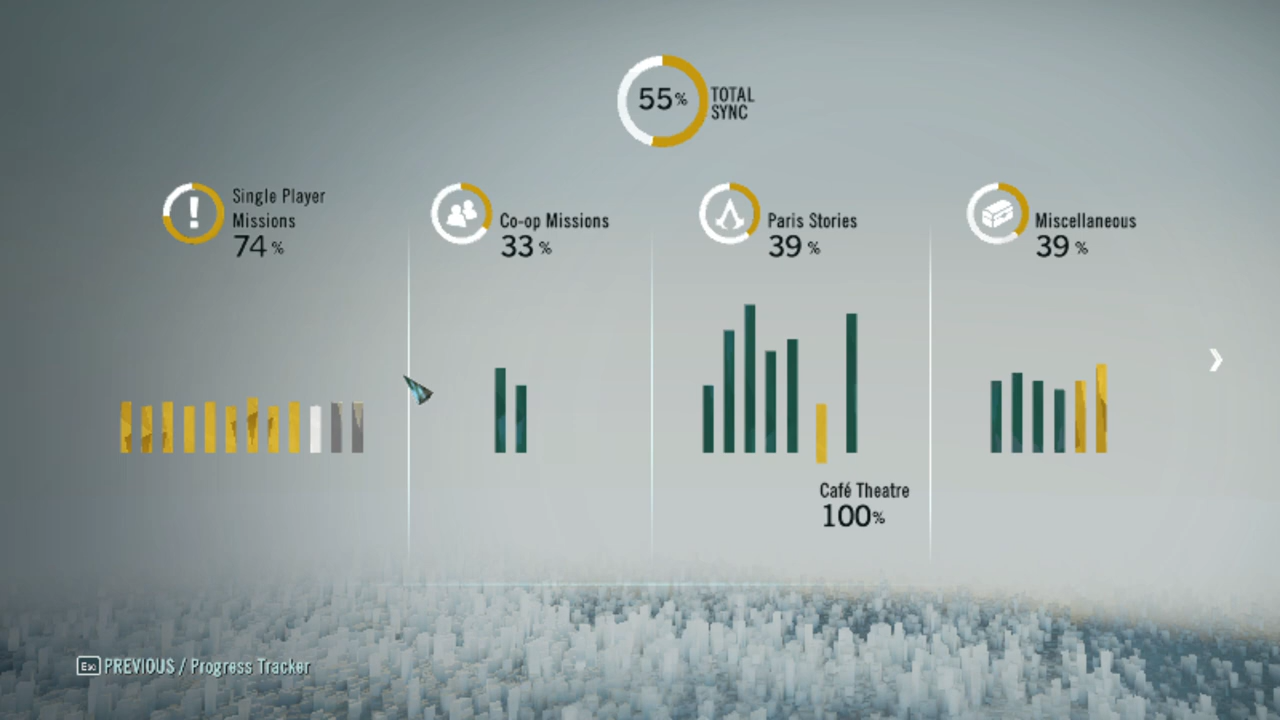 55%
TOTAL
SYNC
Single Player
Missions
74 %
Co-op Missions
33 %
Paris Stories
39 %
Miscellaneous
39 %
Café Theatre
100%
Esc PREVIOUS / Progress Tracker